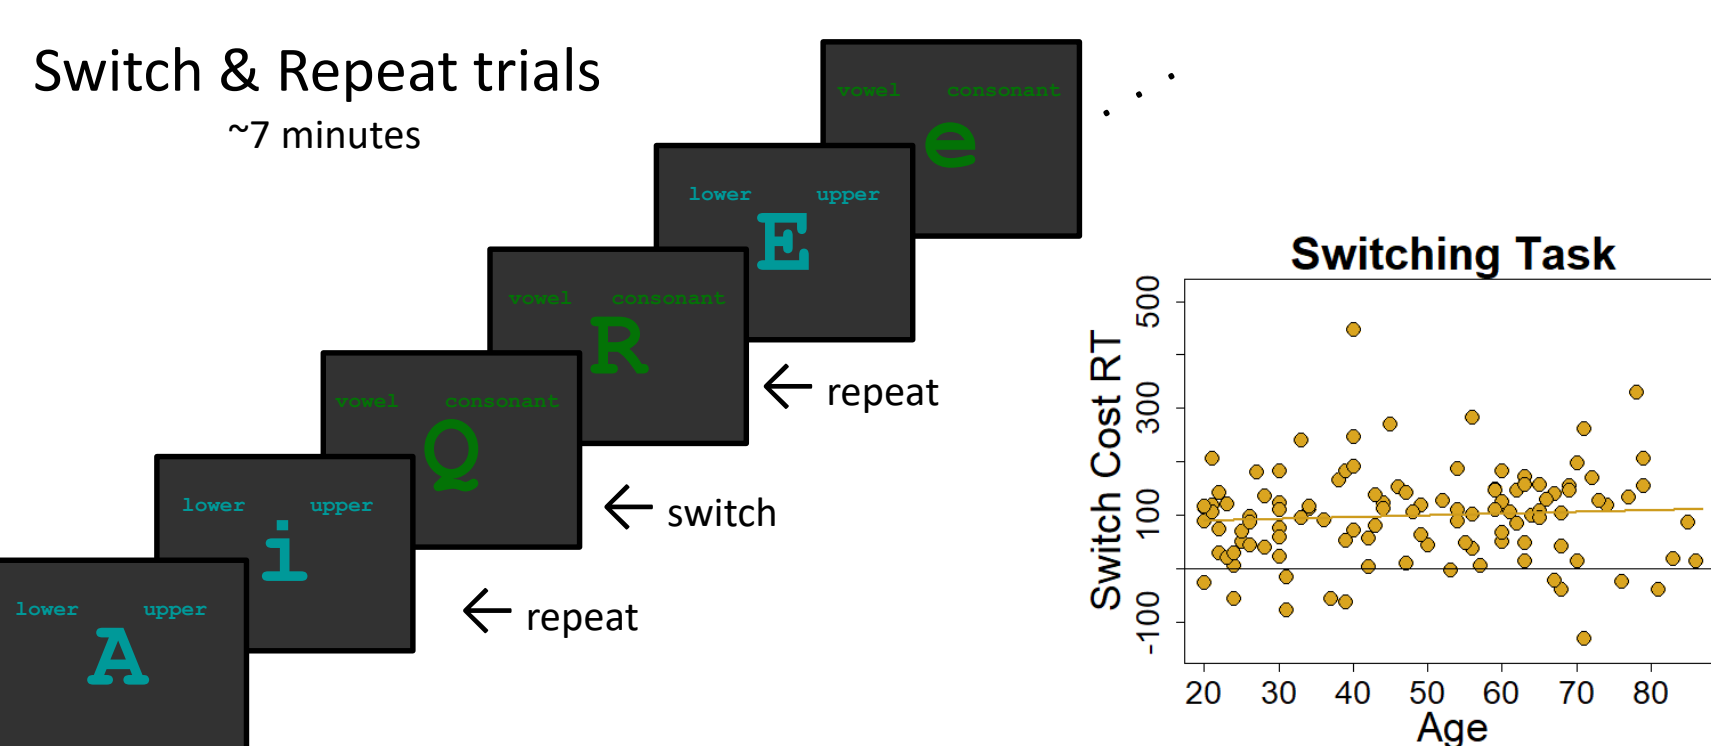 Switch & Repeat trials
~7 minutes
vowel consonant
e
lower upper
E
vowel consonant
R
repeat
vowel consonant
Q
switch
lower upper
i
repeat
lower upper
A
Switching Task
Switch Cost RT
500
300
100
-100
20 30 40 50 60 70 80
Age